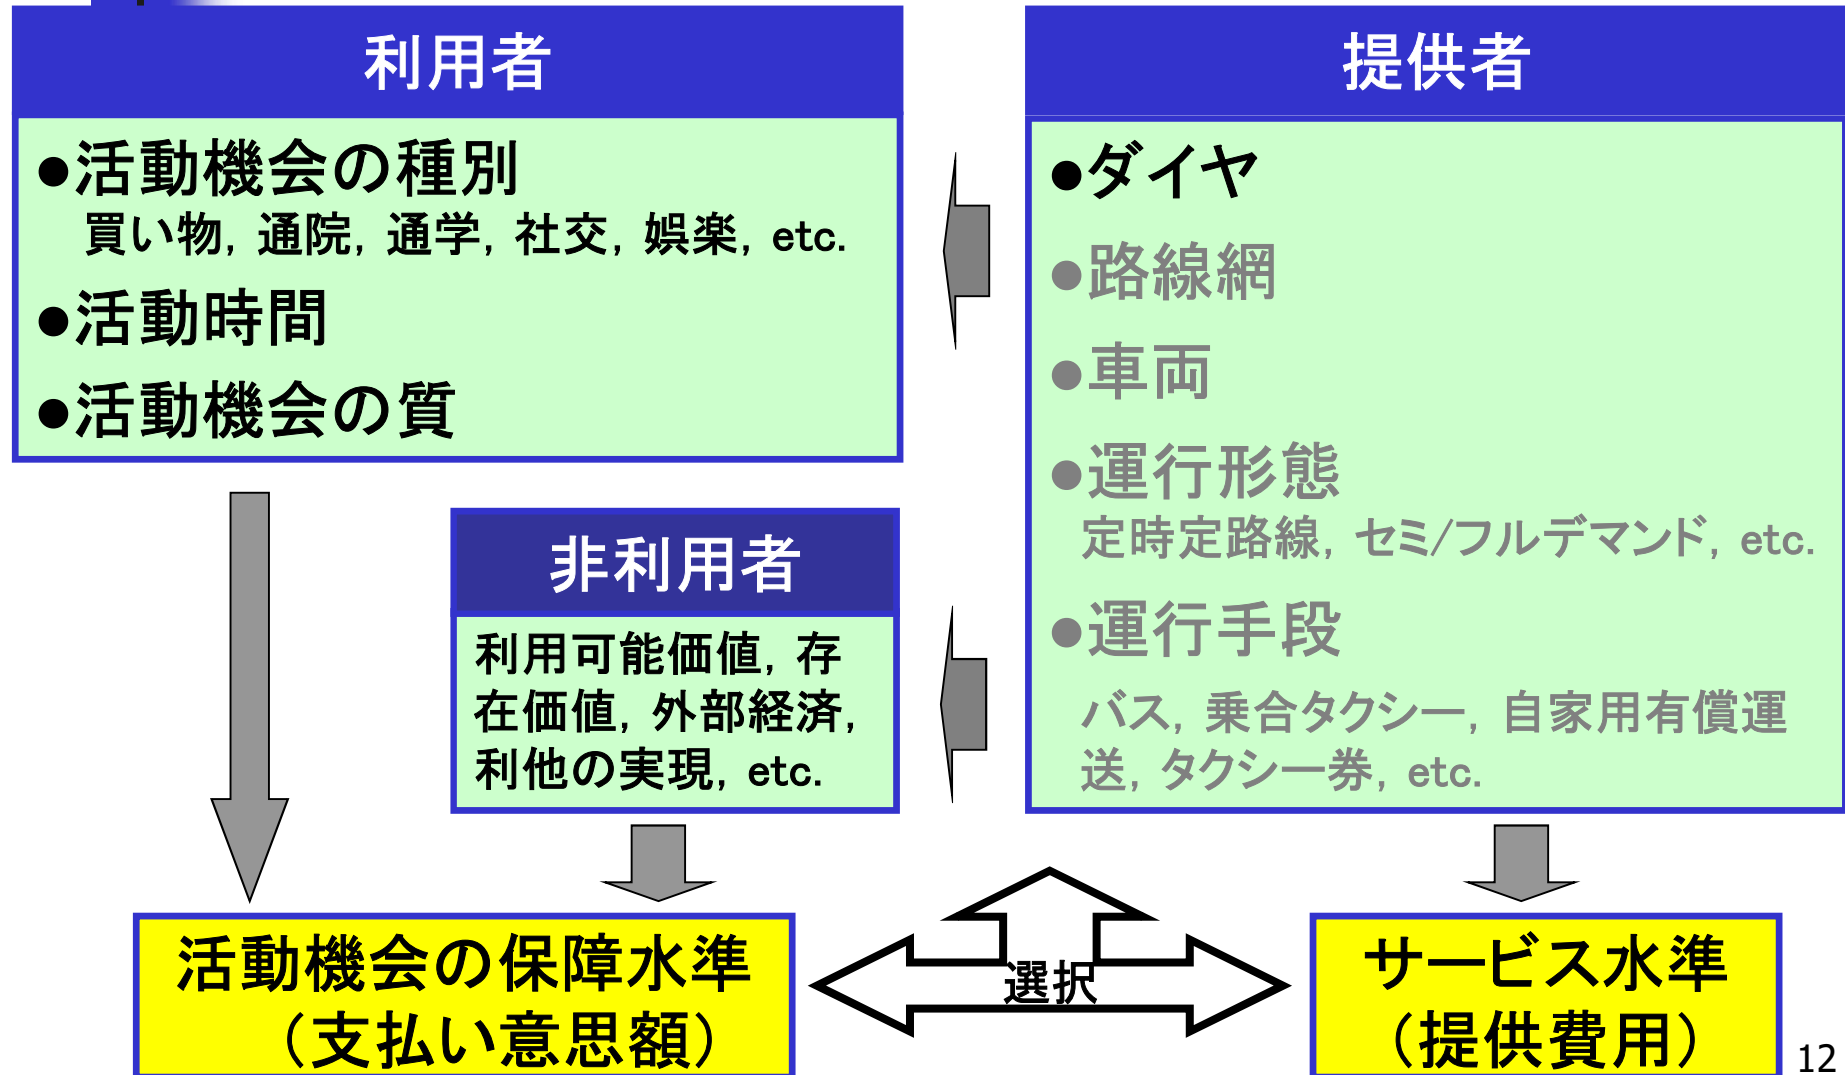 利用者
●活動機会の種別
買い物, 通院, 通学, 社交, 娯楽, etc.
●活動時間
●活動機会の質
非利用者
利用可能価値, 存
在価値, 外部経済,
利他の実現, etc.
提供者
●ダイヤ
●路線網
●車両
●運行形態
定時定路線, セミ/フルデマンド, etc.
●運行手段
バス, 乗合タクシー, 自家用有償運
送, タクシー券, etc.
活動機会の保障水準
（支払い意思額）
選択
サービス水準
（提供費用）
12